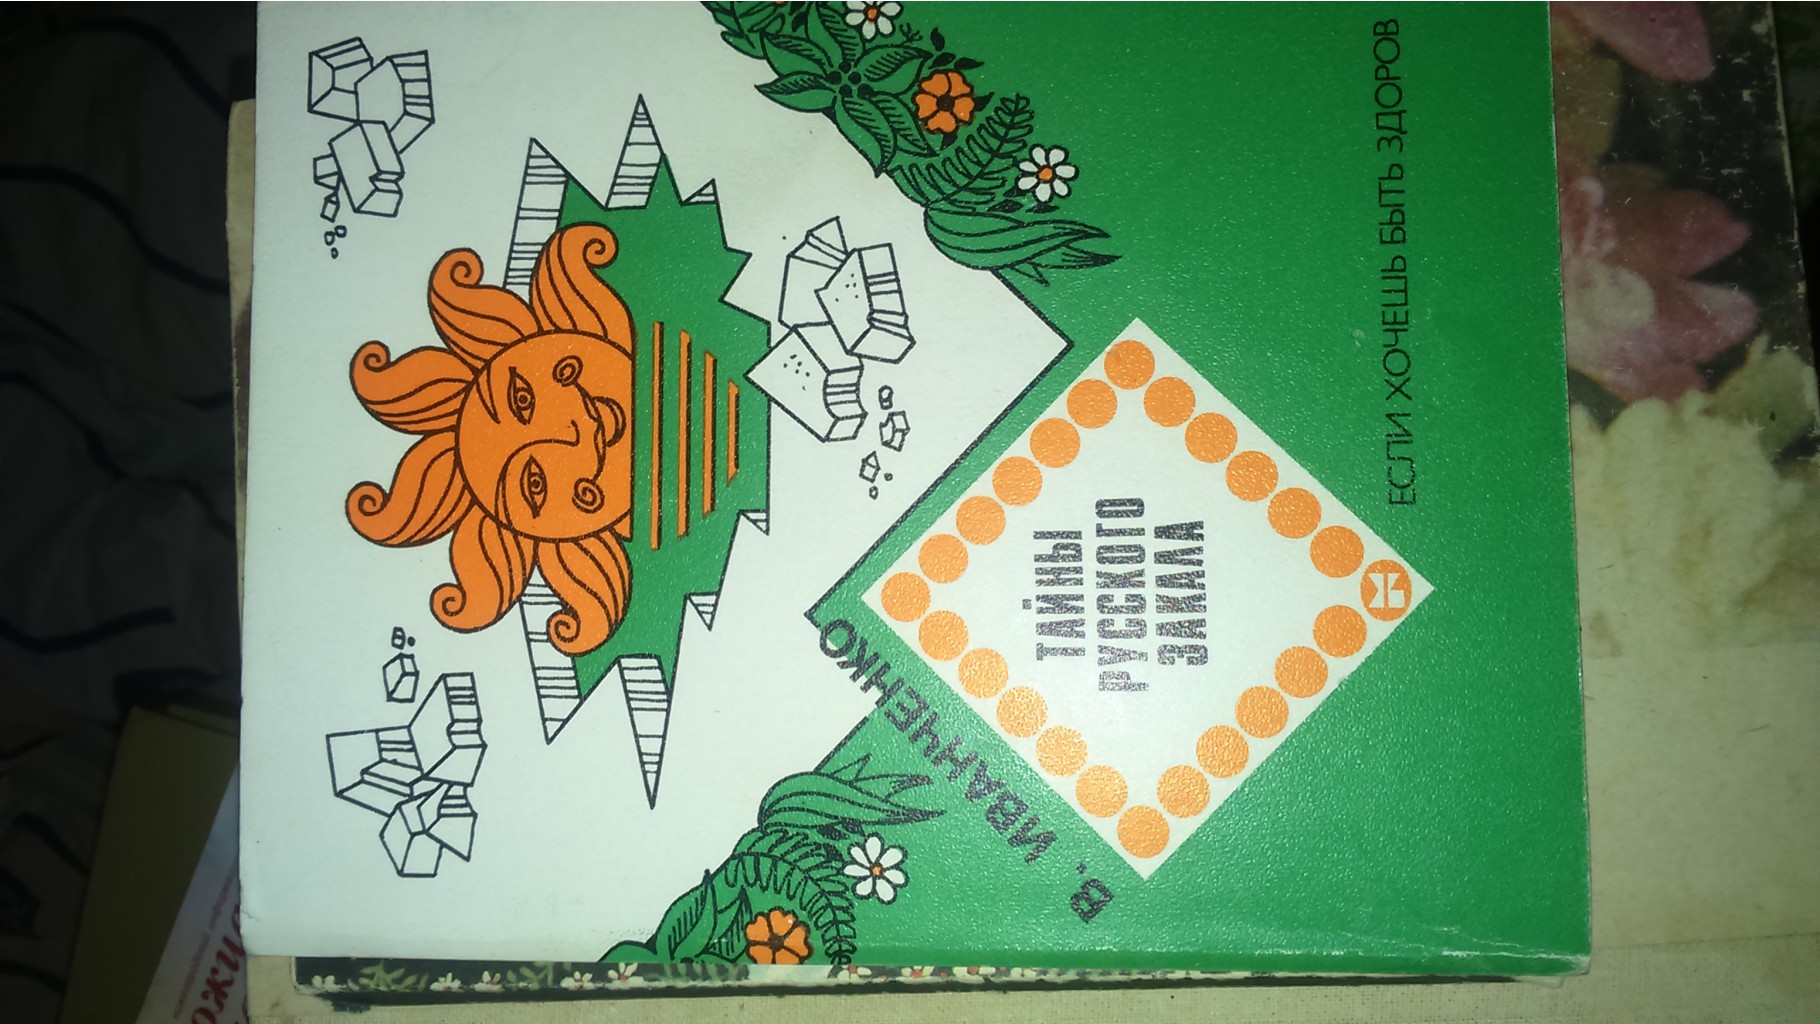 В. ИВАНЧЕНКО
ТАЙНЫ
РУССКОГО
ЗАКАЛА
ЕСЛИ ХОЧЕШЬ БЫТЬ ЗДОРОВ